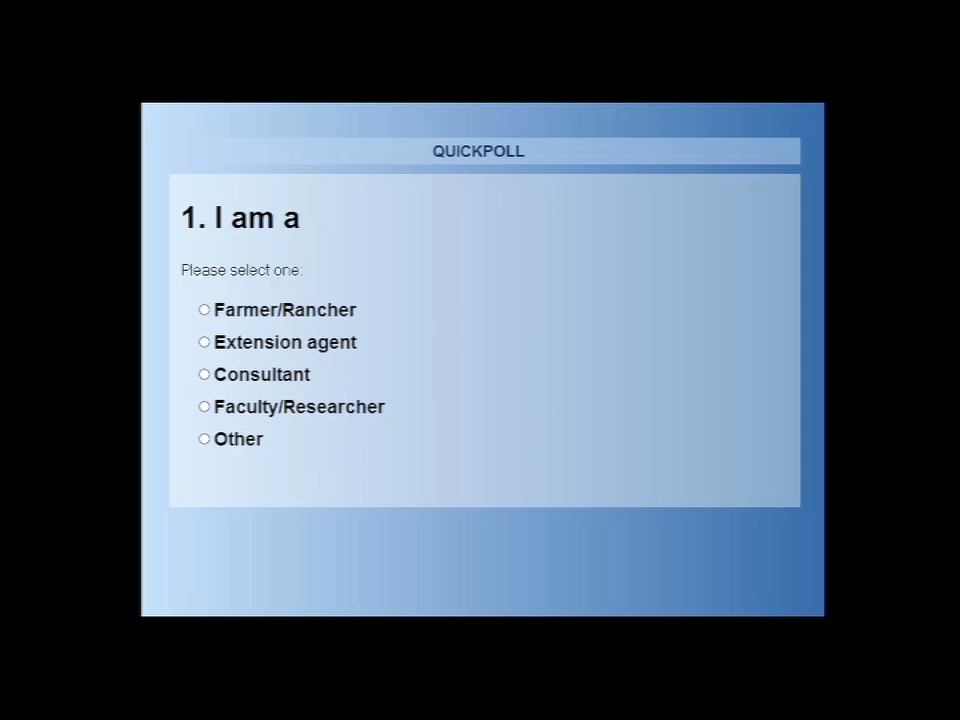 QUICKPOLL
1. I am a
Please select one:
Farmer/Rancher
Extension agent
Consultant
Faculty/Researcher
Other